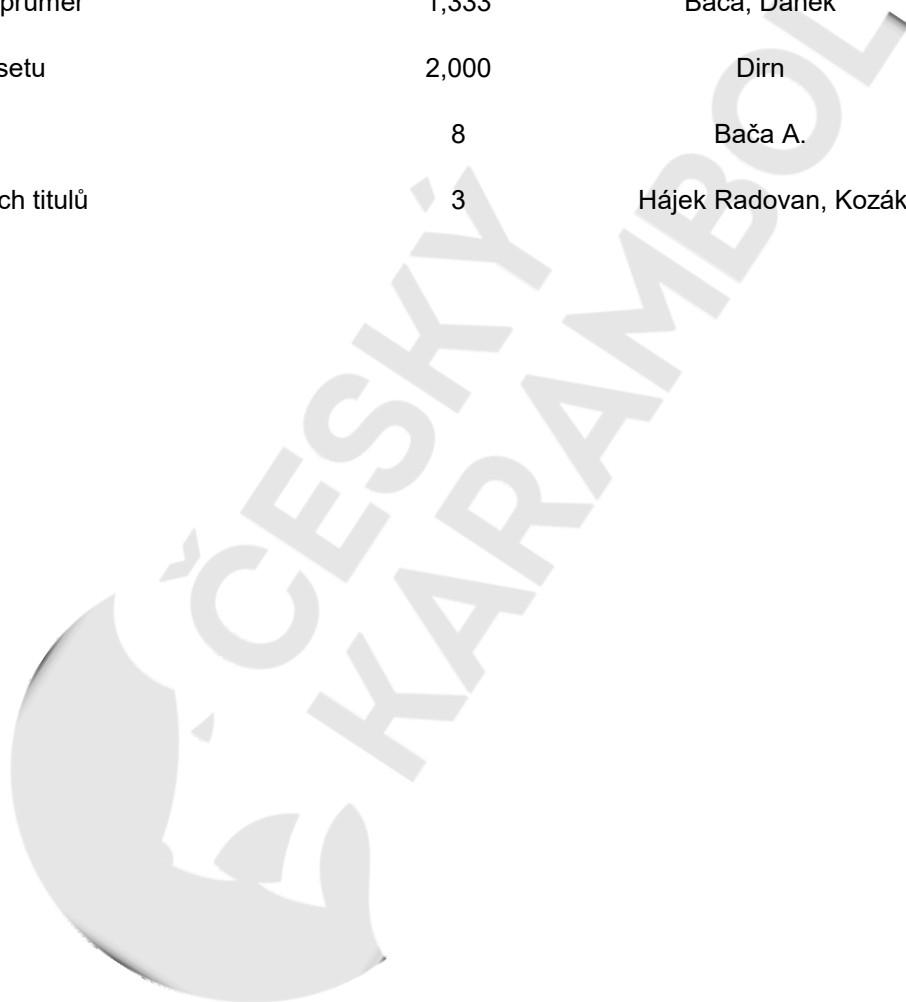 průměr 1,333 Bača, Daněk
setu 2,000 Dirn
8 Bača A.
ch titulů 3 Hájek Radovan, Kozák
ČESKÝ
KARAMBOL